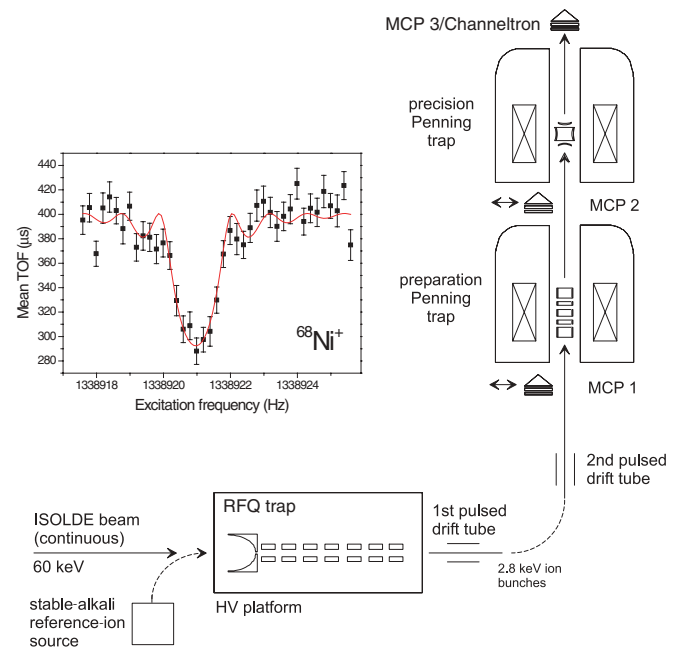 MCP 3/Channeltron
precision
Penning
trap
MCP 2
preparation
Penning
trap
MCP 1
2nd pulsed
drift tube
1st pulsed
drift tube
2.8 keV ion
bunches
440
420
400
380
360
340
320
300
280
Mean TOF (µs)
68Ni+
1338918 1338920 1338922 1338924
Excitation frequency (Hz)
RFQ trap
HV platform
ISOLDE beam
(continuous)
60 keV
stable-alkali
reference-ion
source